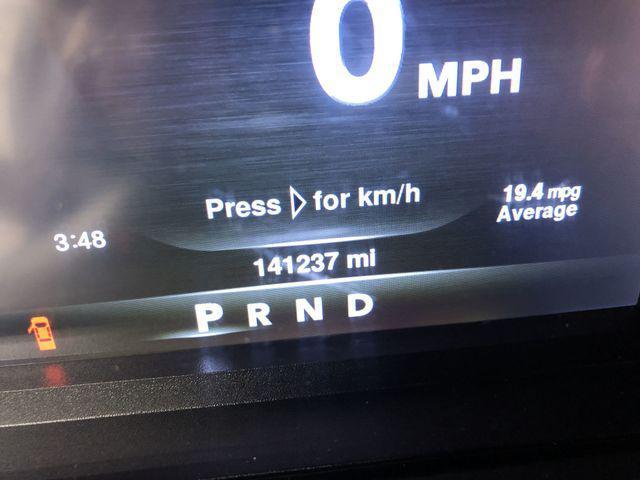 0 MPH
Press ▷ for km/h
19.4 mpg
Average
3:48
141237 mi
P R N D